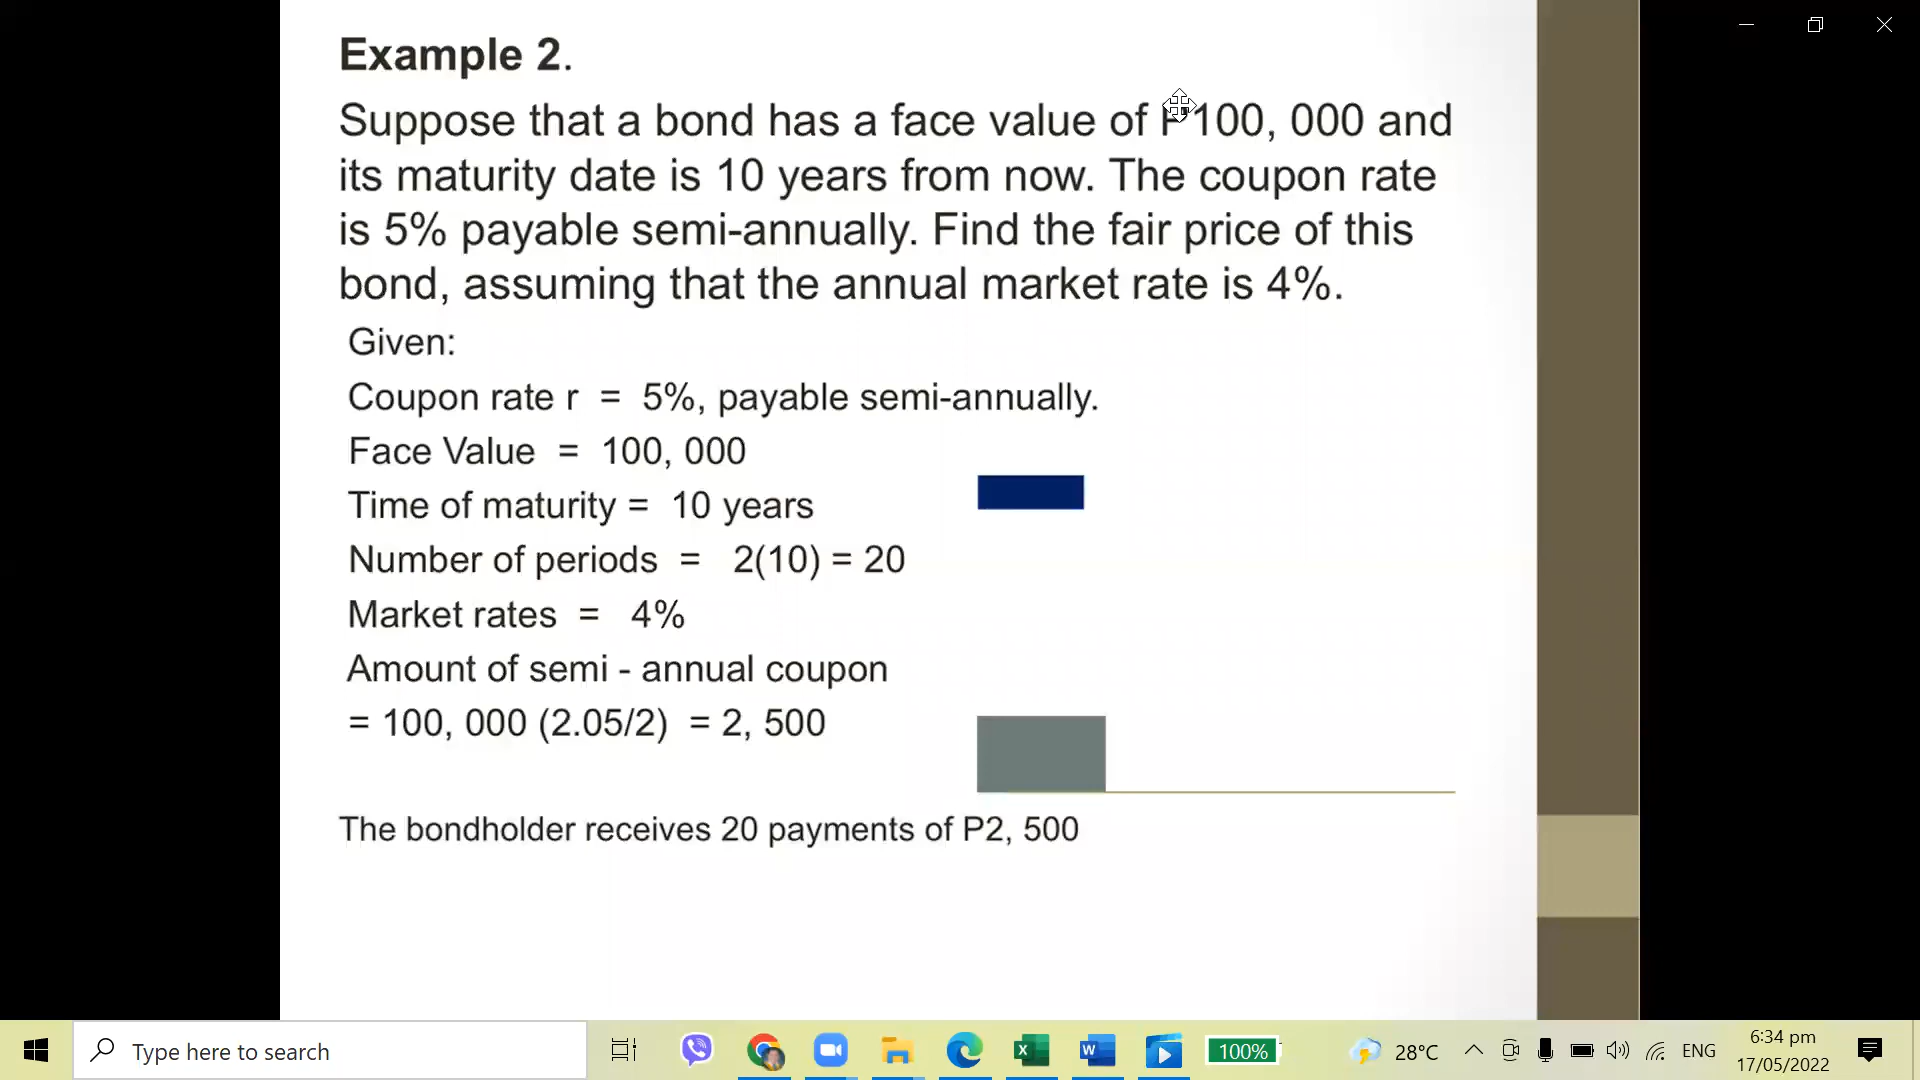 Example 2.
Suppose that a bond has a face value of P100, 000 and
its maturity date is 10 years from now. The coupon rate
is 5% payable semi-annually. Find the fair price of this
bond, assuming that the annual market rate is 4%.
Given:
Coupon rate r = 5%, payable semi-annually.
Face Value = 100, 000
Time of maturity = 10 years
Number of periods = 2(10) = 20
Market rates = 4%
Amount of semi - annual coupon
= 100, 000 (2.05/2) = 2, 500
The bondholder receives 20 payments of P2, 500
Type here to search
100%
28°C
ENG
6:34 pm
17/05/2022